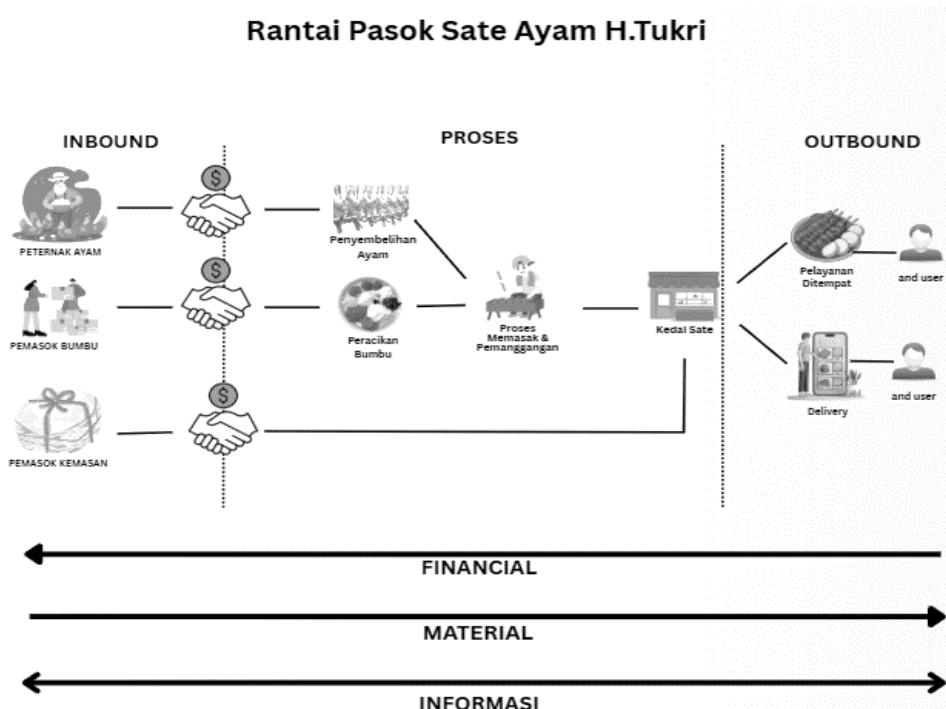 Rantai Pasok Sate Ayam H.Tukri
INBOUND
PROSES
OUTBOUND
$
PETERNAK AYAM
Penyembelihan
Ayam
Pelayanan
Ditempat
and user
$
PEMASOK BUMBU
Peracikan
Bumbu
Proses
Memasak &
Pemanggangan
Kedai Sate
Delivery
and user
$
PEMASOK KEMASAN
FINANCIAL
MATERIAL
INFORMASI